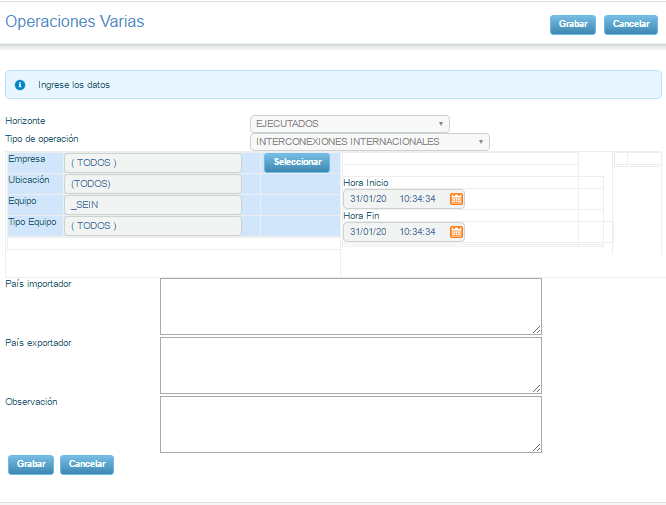 Operaciones Varias
Grabar Cancelar
Ingrese los datos
Horizonte EJECUTADOS
Tipo de operación INTERCONEXIONES INTERNACIONALES
Empresa ( TODOS ) Seleccionar
Ubicación (TODOS)
Equipo _SEIN
Tipo Equipo ( TODOS )
Hora Inicio
31/01/20 10:34:34
Hora Fin
31/01/20 10:34:34
País importador
País exportador
Observación
Grabar Cancelar